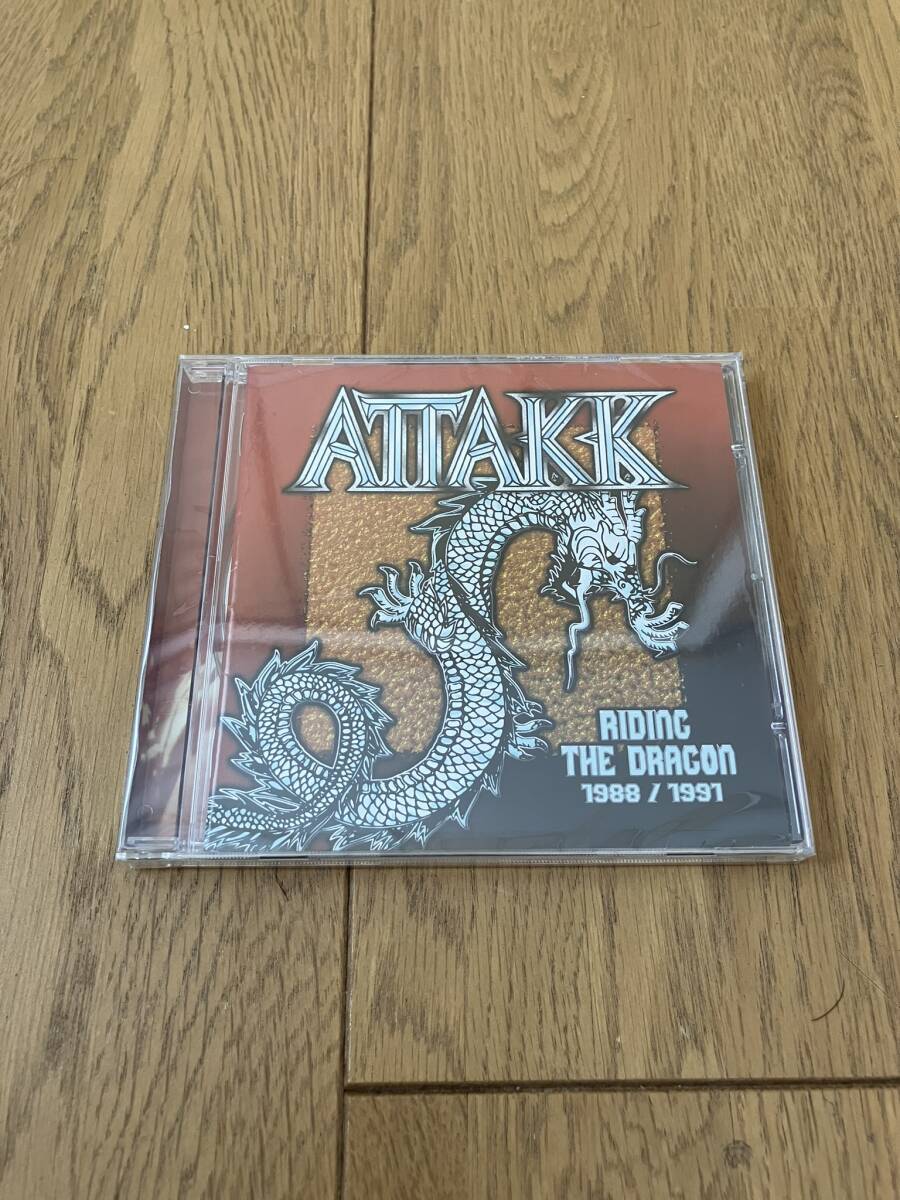 ATTAKK
RIDING
THE DRAGON
1988 / 1991